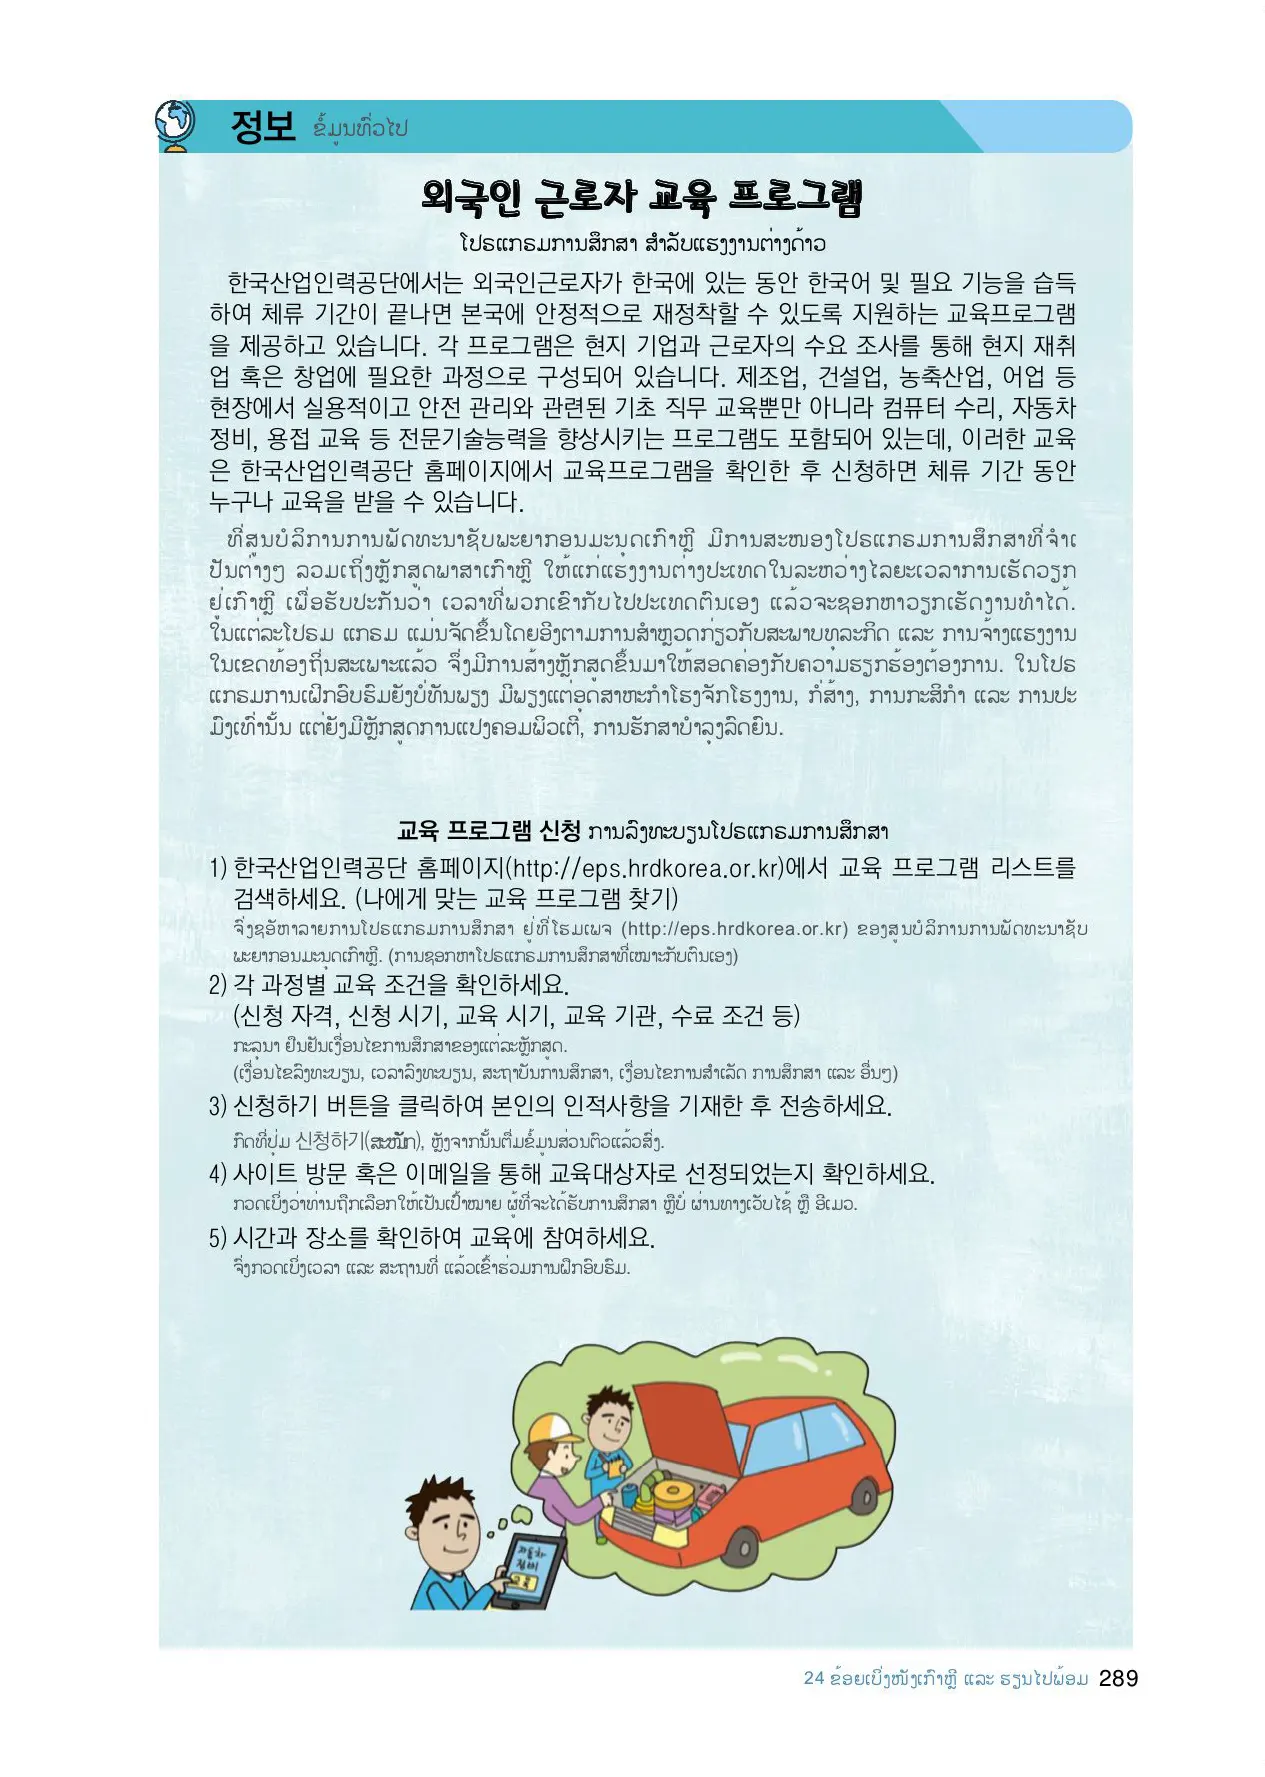 정보 ຂໍ້ມູນທົ່ວໄປ
외국인 근로자 교육 프로그램
ໂປຣແກຣມການສຶກສາ ສຳລັບແຮງງານຕ່າງດ້າວ
한국산업인력공단에서는 외국인근로자가 한국에 있는 동안 한국어 및 필요 기능을 습득
하여 체류 기간이 끝나면 본국에 안정적으로 재정착할 수 있도록 지원하는 교육프로그램
을 제공하고 있습니다. 각 프로그램은 현지 기업과 근로자의 수요 조사를 통해 현지 재취
업 혹은 창업에 필요한 과정으로 구성되어 있습니다. 제조업, 건설업, 농축산업, 어업 등
현장에서 실용적이고 안전 관리와 관련된 기초 직무 교육뿐만 아니라 컴퓨터 수리, 자동차
정비, 용접 교육 등 전문기술능력을 향상시키는 프로그램도 포함되어 있는데, 이러한 교육
은 한국산업인력공단 홈페이지에서 교육프로그램을 확인한 후 신청하면 체류 기간 동안
누구나 교육을 받을 수 있습니다.
ທີ່ສູນບໍລິການການພັດທະນາຊັບພະຍາກອນມະນຸດເກົາຫຼີ ມີການສະໜອງໂປຣແກຣມການສຶກສາທີ່ຈຳເ
ປັນຕ່າງໆ ລວມເຖິ່ງຫຼັກສູດພາສາເກົາຫຼີ ໃຫ້ແກ່ແຮງງານຕ່າງປະເທດໃນລະຫວ່າງໄລຍະເວລາການເຮັດວຽກ
ຢູ່ເກົາຫຼີ ເພື່ອຮັບປະກັນວ່າ ເວລາທີ່ພວກເຂົາກັບໄປປະເທດຕົນເອງ ແລ້ວຈະຊອກຫາວຽກເຮັດງານທຳໄດ້.
ໃນແຕ່ລະໂປຣມ ແກຣມ ແມ່ນຈັດຂຶ້ນໂດຍອີງຕາມການສຳຫຼວດກ່ຽວກັບສະພາບທຸລະກິດ ແລະ ການຈ້າງແຮງງານ
ໃນເຂດທ້ອງຖິ່ນສະເພາະແລ້ວ ຈຶ່ງມີການສ້າງຫຼັກສູດຂຶ້ນມາໃຫ້ສອດຄ່ອງກັບຄວາມຮຽກຮ້ອງຕ້ອງການ. ໃນໂປຣ
ແກຣມການເຝິກອົບຮົມຍັງບໍ່ທັນພຽງ ມີພຽງແຕ່ອຸດສາຫະກຳໂຮງຈັກໂຮງງານ, ກໍ່ສ້າງ, ການກະສິກຳ ແລະ ການປະ
ມົງເທົ່ານັ້ນ ແຕ່ຍັງມີຫຼັກສູດການແປງຄອມພິວເຕີ, ການຮັກສາບຳລຸງລົດຍົນ.
교육 프로그램 신청 ການລົງທະບຽນໂປຣແກຣມການສຶກສາ
1) 한국산업인력공단 홈페이지(http://eps.hrdkorea.or.kr)에서 교육 프로그램 리스트를
검색하세요. (나에게 맞는 교육 프로그램 찾기)
ຈົ່ງຊອັຫາລາຍການໂປຣແກຣມການສຶກສາ ຢູ່ທີ່ໂຮມເພຈ (http://eps.hrdkorea.or.kr) ຂອງສູນບໍລິການການພັດທະນາຊັບ
ພະຍາກອນມະນຸດເກົາຫຼີ. (ການຊອກຫາໂປຣແກຣມການສຶກສາທີ່ເໝາະກັບຕົນເອງ)
2) 각 과정별 교육 조건을 확인하세요.
(신청 자격, 신청 시기, 교육 시기, 교육 기관, 수료 조건 등)
ກະລຸນາ ຢືນຢັນເງື່ອນໄຂການສຶກສາຂອງແຕ່ລະຫຼັກສູດ.
(ເງື່ອນໄຂລົງທະບຽນ, ເວລາລົງທະບຽນ, ສະຖາບັນການສຶກສາ, ເງື່ອນໄຂການສຳເລັດ ການສຶກສາ ແລະ ອື່ນໆ)
3) 신청하기 버튼을 클릭하여 본인의 인적사항을 기재한 후 전송하세요.
ກົດທີ່ປຸ່ມ 신청하기(ສະໝັກ), ຫຼັງຈາກນັ້ນຕື່ມຂໍ້ມູນສ່ວນຕົວແລ້ວສົ່ງ.
4) 사이트 방문 혹은 이메일을 통해 교육대상자로 선정되었는지 확인하세요.
ກວດເບິ່ງວ່າທ່ານຖືກເລືອກໃຫ້ເປັນເປົ້າໝາຍ ຜູ້ທີ່ຈະໄດ້ຮັບການສຶກສາ ຫຼືບໍ່ ຜ່ານທາງເວັບໄຊ້ ຫຼື ອີເມວ.
5) 시간과 장소를 확인하여 교육에 참여하세요.
ຈົ່ງກວດເບິ່ງເວລາ ແລະ ສະຖານທີ່ ແລ້ວເຂົ້າຮ່ວມການຝຶກອົບຮົມ.
자동차
정비
교육
24 ຂ້ອຍເບິ່ງໜັງເກົາຫຼີ ແລະ ຮຽນໄປພ້ອມ 289